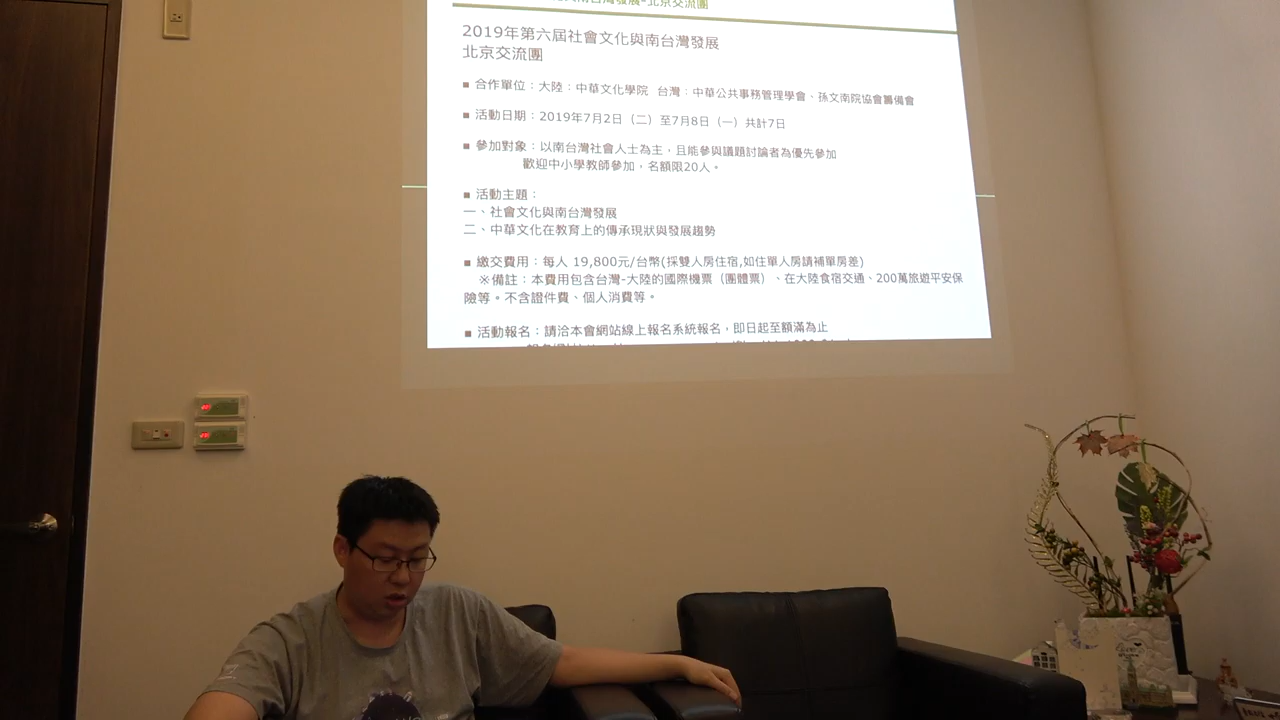 南台灣發展-北京交流團
2019年第六屆社會文化與南台灣發展
北京交流團
■ 合作單位：大陸：中華文化學院 台灣：中華公共事務管理學會、孫文南院協會籌備會
■ 活動日期：2019年7月2日（二）至7月8日（一）共計7日
■ 參加對象：以南台灣社會人士為主，且能參與議題討論者為優先參加
歡迎中小學教師參加，名額限20人。
■ 活動主題：
一、社會文化與南台灣發展
二、中華文化在教育上的傳承現狀與發展趨勢
■ 繳交費用：每人 19,800元/台幣(採雙人房住宿,如住單人房請補單房差)
※備註：本費用包含台灣-大陸的國際機票（團體票）、在大陸食宿交通、200萬旅遊平安保
險等。不含證件費、個人消費等。
■ 活動報名：請洽本會網站線上報名系統報名，即日起至額滿為止